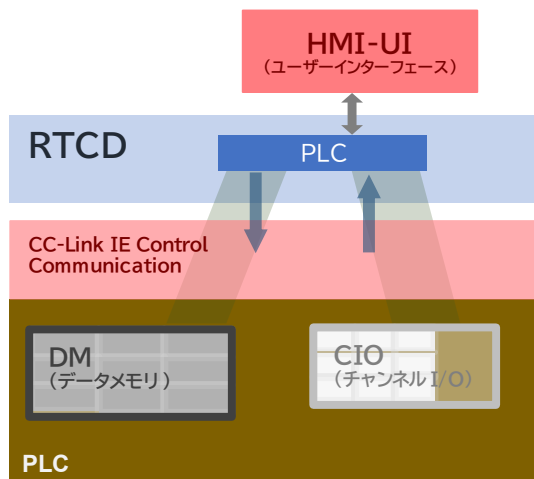 HMI-UI
(ユーザーインターフェース)
RTCD
PLC
CC-Link IE Control
Communication
DM
(データメモリ)
CIO
(チャンネルI/O)
PLC